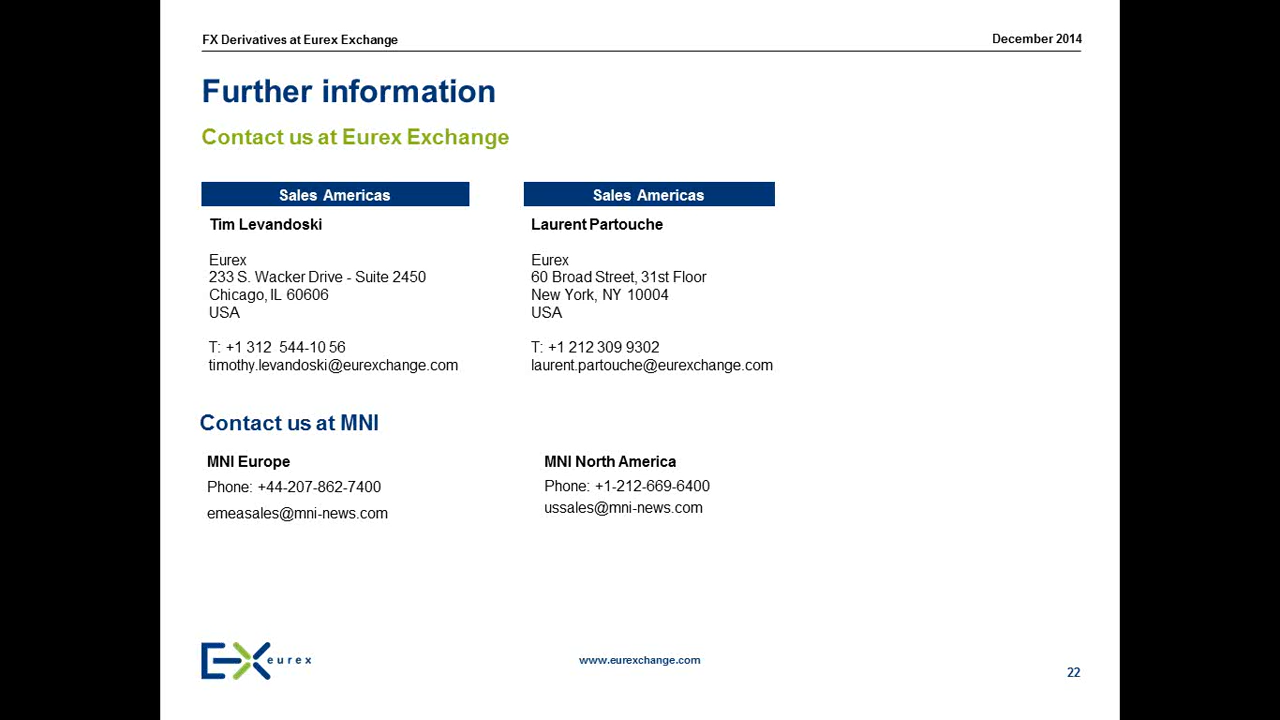 FX Derivatives at Eurex Exchange
December 2014
Further information
Contact us at Eurex Exchange
Sales Americas
Tim Levandoski
Eurex
233 S. Wacker Drive - Suite 2450
Chicago, IL 60606
USA
T: +1 312  544-10 56
timothy.levandoski@eurexchange.com
Sales Americas
Laurent Partouche
Eurex
60 Broad Street, 31st Floor
New York, NY 10004
USA
T: +1 212 309 9302
laurent.partouche@eurexchange.com
Contact us at MNI
MNI Europe
Phone: +44-207-862-7400
emeasales@mni-news.com
MNI North America
Phone: +1-212-669-6400
ussales@mni-news.com
EX eurex
www.eurexchange.com
22